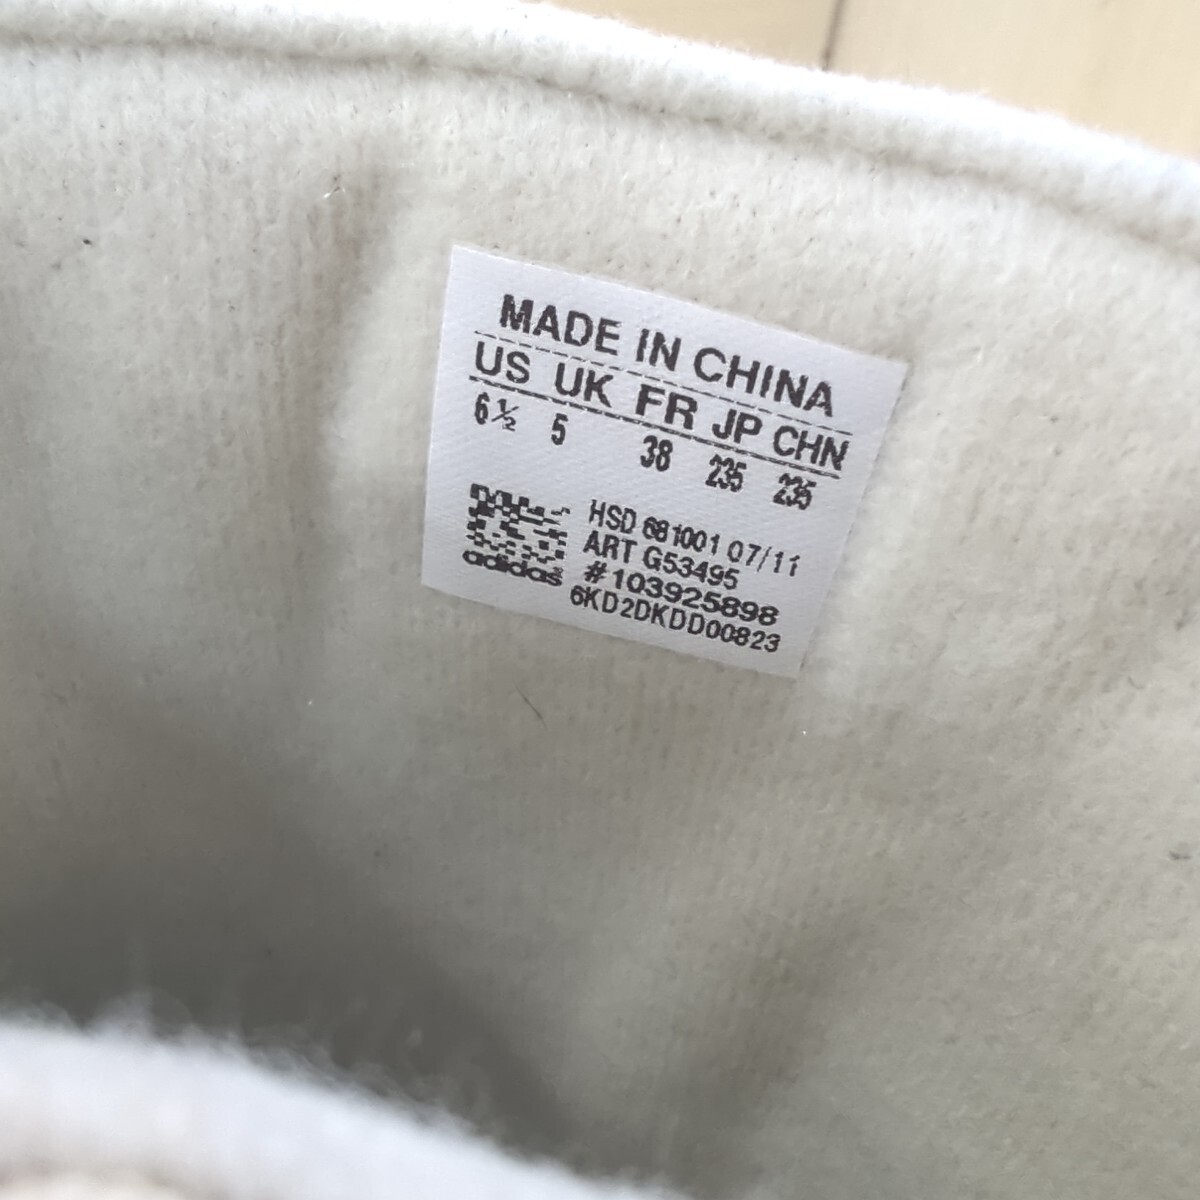 MADE IN CHINA
US UK FR JP CHN
6½ 5 38 235 235
HSD 681001 07/11
ART G53495
adidas #103925898
6KD2DKDD00823